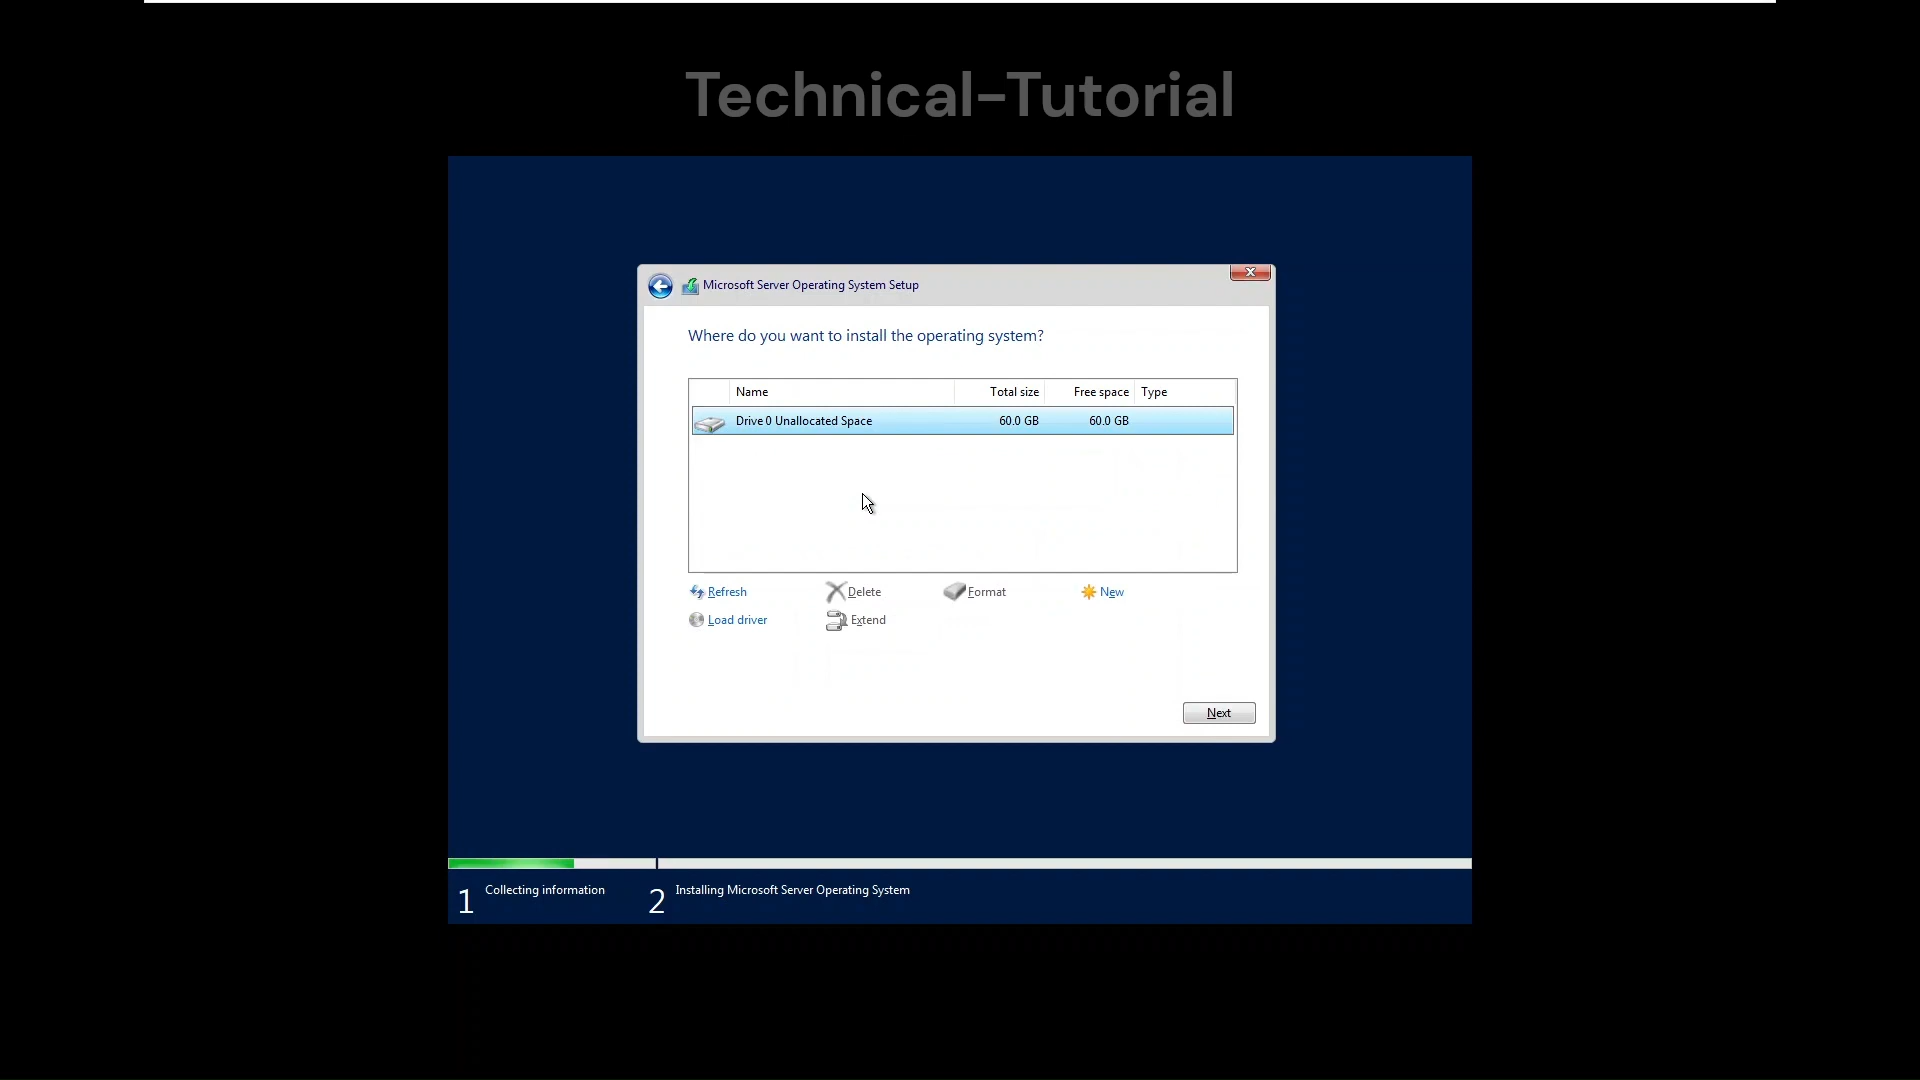 Technical-Tutorial
Microsoft Server Operating System Setup
Where do you want to install the operating system?
Name Total size Free space Type
Drive 0 Unallocated Space 60.0 GB 60.0 GB
Refresh Delete Format New
Load driver Extend
Next
1 Collecting information 2 Installing Microsoft Server Operating System